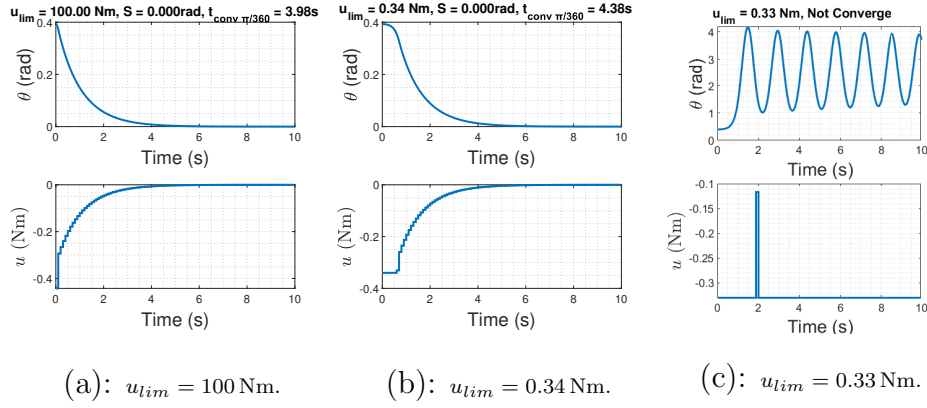 u_lim = 100.00 Nm, S = 0.000rad, t_conv π/360 = 3.98s
θ (rad)
0.4
0.2
0
0 2 4 6 8 10
Time (s)
u (Nm)
0
-0.2
-0.4
0 2 4 6 8 10
Time (s)
(a): u_lim = 100 Nm.
u_lim = 0.34 Nm, S = 0.000rad, t_conv π/360 = 4.38s
θ (rad)
0.4
0.2
0
0 2 4 6 8 10
Time (s)
u (Nm)
0
-0.2
-0.4
0 2 4 6 8 10
Time (s)
(b): u_lim = 0.34 Nm.
u_lim = 0.33 Nm, Not Converge
θ (rad)
4
3
2
1
0
0 2 4 6 8 10
Time (s)
u (Nm)
-0.1
-0.15
-0.2
-0.25
-0.3
0 2 4 6 8 10
Time (s)
(c): u_lim = 0.33 Nm.